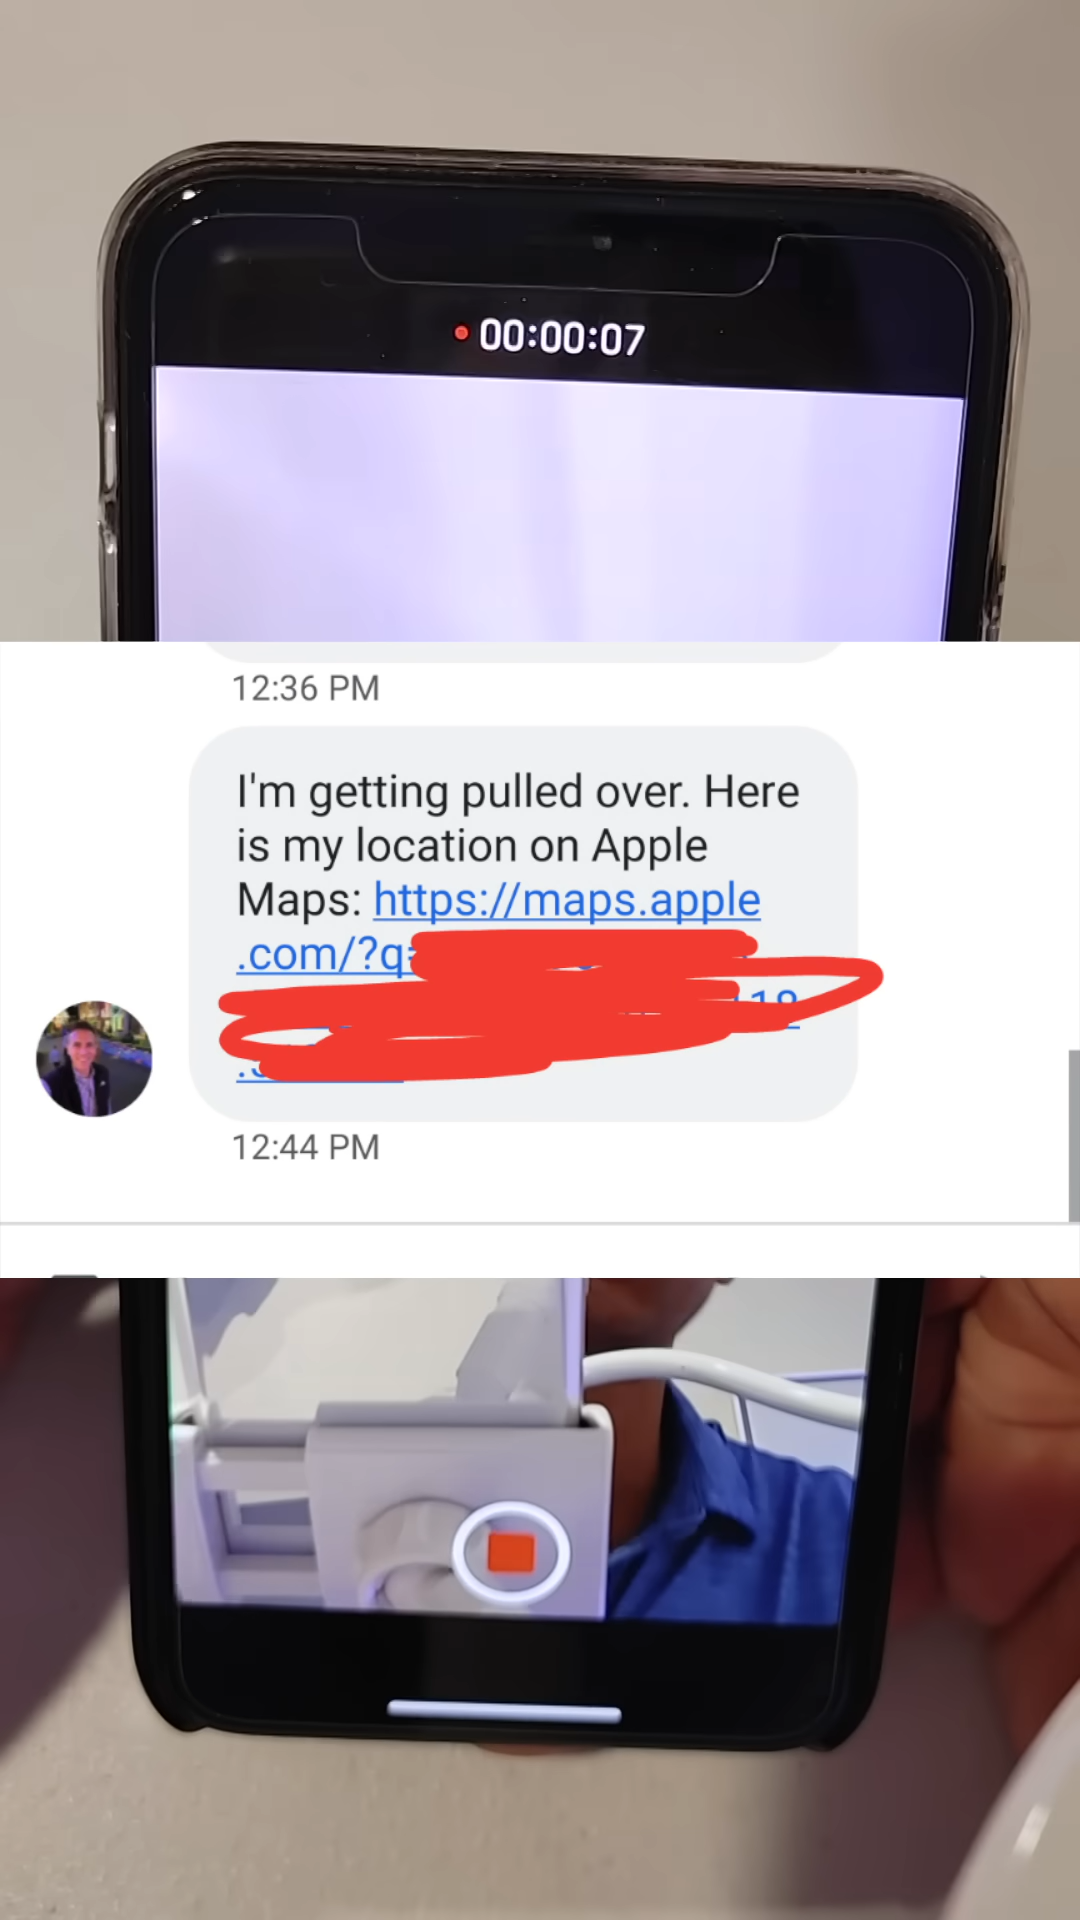 00:00:07
12:36 PM
I'm getting pulled over. Here
is my location on Apple
Maps: https://maps.apple
.com/?q=
12:44 PM